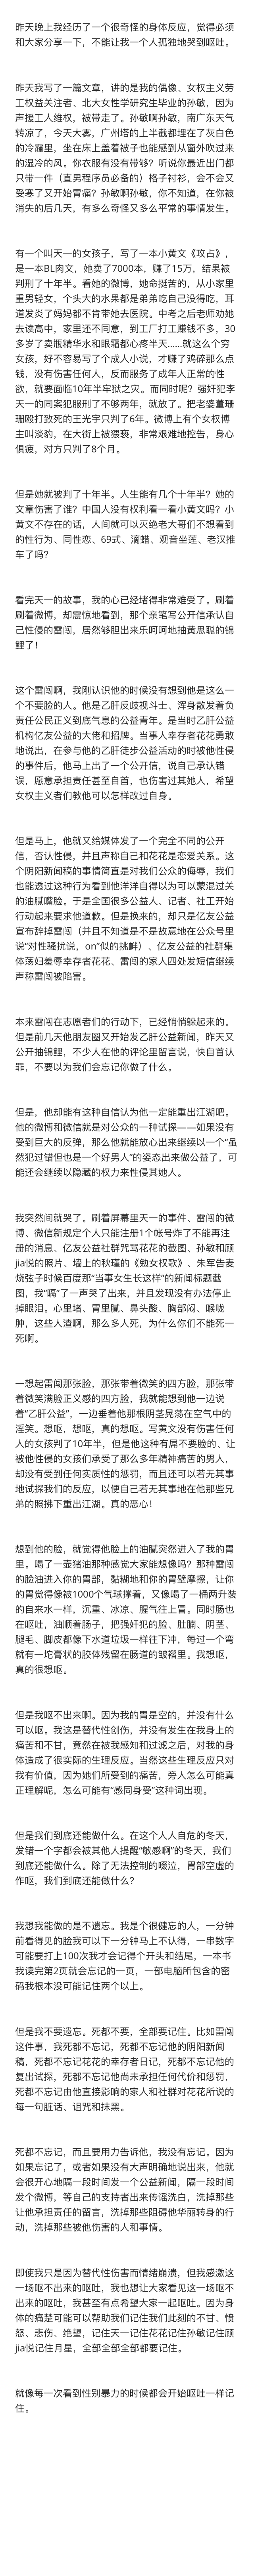 昨天晚上我经历了一个很奇怪的身体反应，觉得必须
和大家分享一下，不能让我一个人孤独地哭到呕吐。
昨天我写了一篇文章，讲的是我的偶像、女权主义劳
工权益关注者、北大女性学研究生毕业的孙敏，因为
声援工人维权，被带走了。孙敏啊孙敏，南广东天气
转凉了，今天大雾，广州塔的上半截都埋在了灰白色
的冷霾里，坐在床上盖着被子也能感到从窗外吹过来
的湿冷的风。你衣服有没有带够？听说你最近出门都
只带一件（直男程序员必备的）格子衬衫，会不会又
受寒了又开始胃痛？孙敏啊孙敏，你不知道，在你被
消失的后几天，有多么奇怪又多么平常的事情发生。
有一个叫天一的女孩子，写了一本小黄文《攻占》，
是一本BL肉文，她卖了7000本，赚了15万，结果被
判刑了十年半。看她的微博，她命挺苦的，从小家里
重男轻女，个头大的水果都是弟弟吃自己没得吃，耳
道发炎了妈妈都不肯带她去医院。中考之后老师劝她
去读高中，家里还不同意，到工厂打工赚钱不多，30
多岁了卖瓶精华水和眼霜都心疼半天……就这么个穷
女孩，好不容易写了个成人小说，才赚了鸡碎那么点
钱，没有伤害任何人，反而服务了成年人正常的性
欲，就要面临10年半牢狱之灾。而同时呢？强奸犯李
天一的同案犯服刑了不够两年，就放了。把老婆董珊
珊殴打致死的王光宇只判了6年。微博上有个女权博
主叫淡豹，在大街上被猥亵，非常艰难地控告，身心
俱疲，对方只判了8个月。
但是她就被判了十年半。人生能有几个十年半？她的
文章伤害了谁？中国人没有权利看一看小黄文吗？小
黄文不存在的话，人间就可以灭绝老大哥们不想看到
的性行为、同性恋、69式、滴蜡、观音坐莲、老汉推
车了吗？
看完天一的故事，我的心已经堵得非常难受了。刷着
刷着微博，却震惊地看到，那个亲笔写公开信承认自
己性侵的雷闯，居然够胆出来乐呵呵地抽黄恩聪的锦
鲤了！
这个雷闯啊，我刚认识他的时候没有想到他是这么一
个不要脸的人。他是乙肝反歧视斗士、浑身散发着负
责任公民正义到底气息的公益青年。是当时乙肝公益
机构亿友公益的大佬和招牌。当事人幸存者花花勇敢
地说出，在参与他的乙肝徒步公益活动的时被他性侵
的事件后，他马上出了一个公开信，说自己承认错
误，愿意承担责任甚至自首，也伤害过其她人，希望
女权主义者们教他可以怎样改过自身。
但是马上，他就又给媒体发了一个完全不同的公开
信，否认性侵，并且声称自己和花花是恋爱关系。这
个阴阳新闻稿的事情简直是对我们公众的侮辱，我们
也能透过这种行为看到他洋洋自得以为可以蒙混过关
的油腻嘴脸。于是全国很多公益人、记者、社工开始
行动起来要求他道歉。但是换来的，却只是亿友公益
宣布辞掉雷闯（并且不知道是不是故意地在公众号里
说“对性骚扰说，on”似的挑衅）、亿友公益的社群集
体荡妇羞辱幸存者花花、雷闯的家人四处发短信继续
声称雷闯被陷害。
本来雷闯在志愿者们的行动下，已经悄悄躲起来的。
但是前几天他朋友圈又开始发乙肝公益新闻，昨天又
公开抽锦鲤，不少人在他的评论里留言说，快自首认
罪，不要以为我们会忘记你做了什么。
但是，他却能有这种自信认为他一定能重出江湖吧。
他的微博和微信就是对公众的一种试探——如果没有
受到巨大的反弹，那么他就能放心出来继续以一个“虽
然犯过错但也是一个好男人”的姿态出来做公益了，可
能还会继续以隐藏的权力来性侵其她人。
我突然间就哭了。刷着屏幕里天一的事件、雷闯的微
博、微信新规定个人只能注册1个帐号炸了不能再注
册的消息、亿友公益社群咒骂花花的截图、孙敏和顾
jia悦的照片、墙上的秋瑾的《勉女权歌》、朱军告麦
烧弦子时候百度那“当事女生长这样”的新闻标题截
图，我“嗝”了一声哭了出来，并且发现没有办法停止
掉眼泪。心里堵、胃里腻、鼻头酸、胸部闷、喉咙
肿，这些人渣啊，那么多人死，为什么你们不能死一
死啊。
一想起雷闯那张脸，那张带着微笑的四方脸，那张带
着微笑满脸正义感的四方脸，我就能想到他一边说
着“乙肝公益”，一边垂着他那根阴茎晃荡在空气中的
淫笑。想呕，想呕，真的想呕。写黄文没有伤害任何
人的女孩判了10年半，但是他这种有屌不要脸的、让
被他性侵的女孩们承受了那么多年精神痛苦的男人，
却没有受到任何实质性的惩罚，而且还可以若无其事
地试探我们的反应，以便自己若无其事地在他那些兄
弟的照拂下重出江湖。真的恶心！
想到他的脸，就觉得他脸上的油腻突然进入了我的胃
里。喝了一壶猪油那种感觉大家能想像吗？那种雷闯
的脸油进入你的胃部，黏糊地和你的胃壁摩擦，让你
的胃觉得像被1000个气球撑着，又像喝了一桶两升装
的自来水一样，沉重、冰凉、腥气往上冒。同时肠也
在呕吐，油顺着肠子，把强奸犯的脸、肚腩、阴茎、
腿毛、脚皮都像下水道垃圾一样往下冲，每过一个弯
就有一坨膏状的胶体残留在肠道的皱褶里。我想呕，
真的很想呕。
但是我呕不出来啊。因为我的胃是空的，并没有什么
可以呕。我这是替代性创伤，并没有发生在我身上的
痛苦和不甘，竟然在被我感知和过滤之后，对我的身
体造成了很实际的生理反应。当然这些生理反应只对
我有价值，因为她们所受到的痛苦，旁人怎么可能真
正理解呢，怎么可能有“感同身受”这种词出现。
但是我们到底还能做什么。在这个人人自危的冬天，
发错一个字都会被其他人提醒“敏感啊”的冬天，我们
到底还能做什么。除了无法控制的啜泣，胃部空虚的
作呕，我们到底还能做什么？
我想我能做的是不遗忘。我是个很健忘的人，一分钟
前看得见的脸我可以下一分钟马上不认得，一串数字
可能要打上100次我才会记得个开头和结尾，一本书
我读完第2页就会忘记的一页，一部电脑所包含的密
码我根本没可能记住两个以上。
但是我不要遗忘。死都不要，全部要记住。比如雷闯
这件事，我死都不忘记，死都不忘记他的阴阳新闻
稿，死都不忘记花花的幸存者日记，死都不忘记他的
复出试探，死都不忘记他尚未承担任何代价和惩罚，
死都不忘记由他直接影响的家人和社群对花花所说的
每一句脏话、诅咒和抹黑。
死都不忘记，而且要用力告诉他，我没有忘记。因为
如果忘记了，或者如果没有大声明确地说出来，他就
会很开心地隔一段时间发一个公益新闻，隔一段时间
发个微博，等自己的支持者出来传谣洗白，洗掉那些
让他承担责任的留言，洗掉那些阻碍他华丽转身的行
动，洗掉那些被他伤害的人和事情。
即使我只是因为替代性伤害而情绪崩溃，但我感激这
一场呕不出来的呕吐，我也想让大家看见这一场呕不
出来的呕吐，我甚至有点希望大家一起呕吐。因为身
体的痛楚可能可以帮助我们记住我们此刻的不甘、愤
怒、悲伤、绝望，记住天一记住花花记住孙敏记住顾
jia悦记住月星，全部全部全部都要记住。
就像每一次看到性别暴力的时候都会开始呕吐一样记
住。